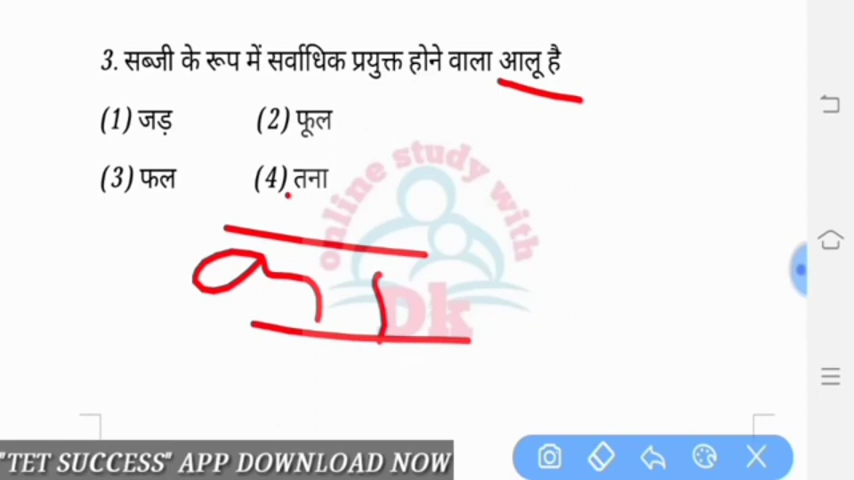 3. सब्जी के रूप में सर्वाधिक प्रयुक्त होने वाला आलू है
(1) जड़ (2) फूल
(3) फल (4) तना
online study with
Dk
"TET SUCCESS" APP DOWNLOAD NOW